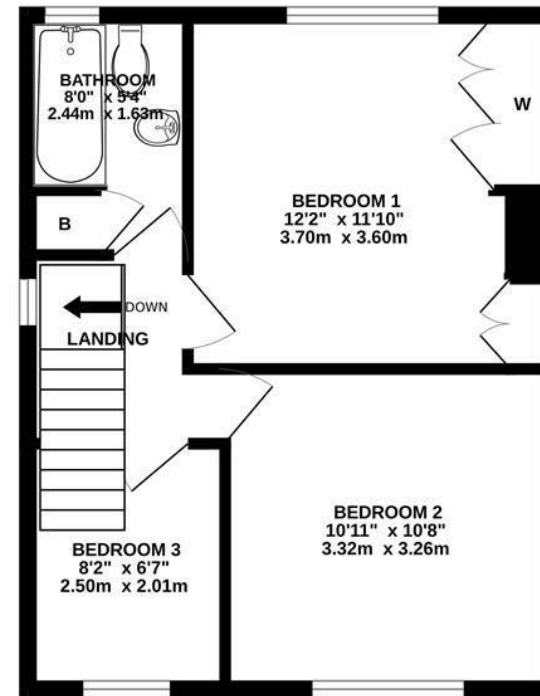 BATHROOM
8'0" x 5'4"
2.44m x 1.63m
W
BEDROOM 1
12'2" x 11'10"
3.70m x 3.60m
B
DOWN
LANDING
BEDROOM 2
10'11" x 10'8"
3.32m x 3.26m
BEDROOM 3
8'2" x 6'7"
2.50m x 2.01m